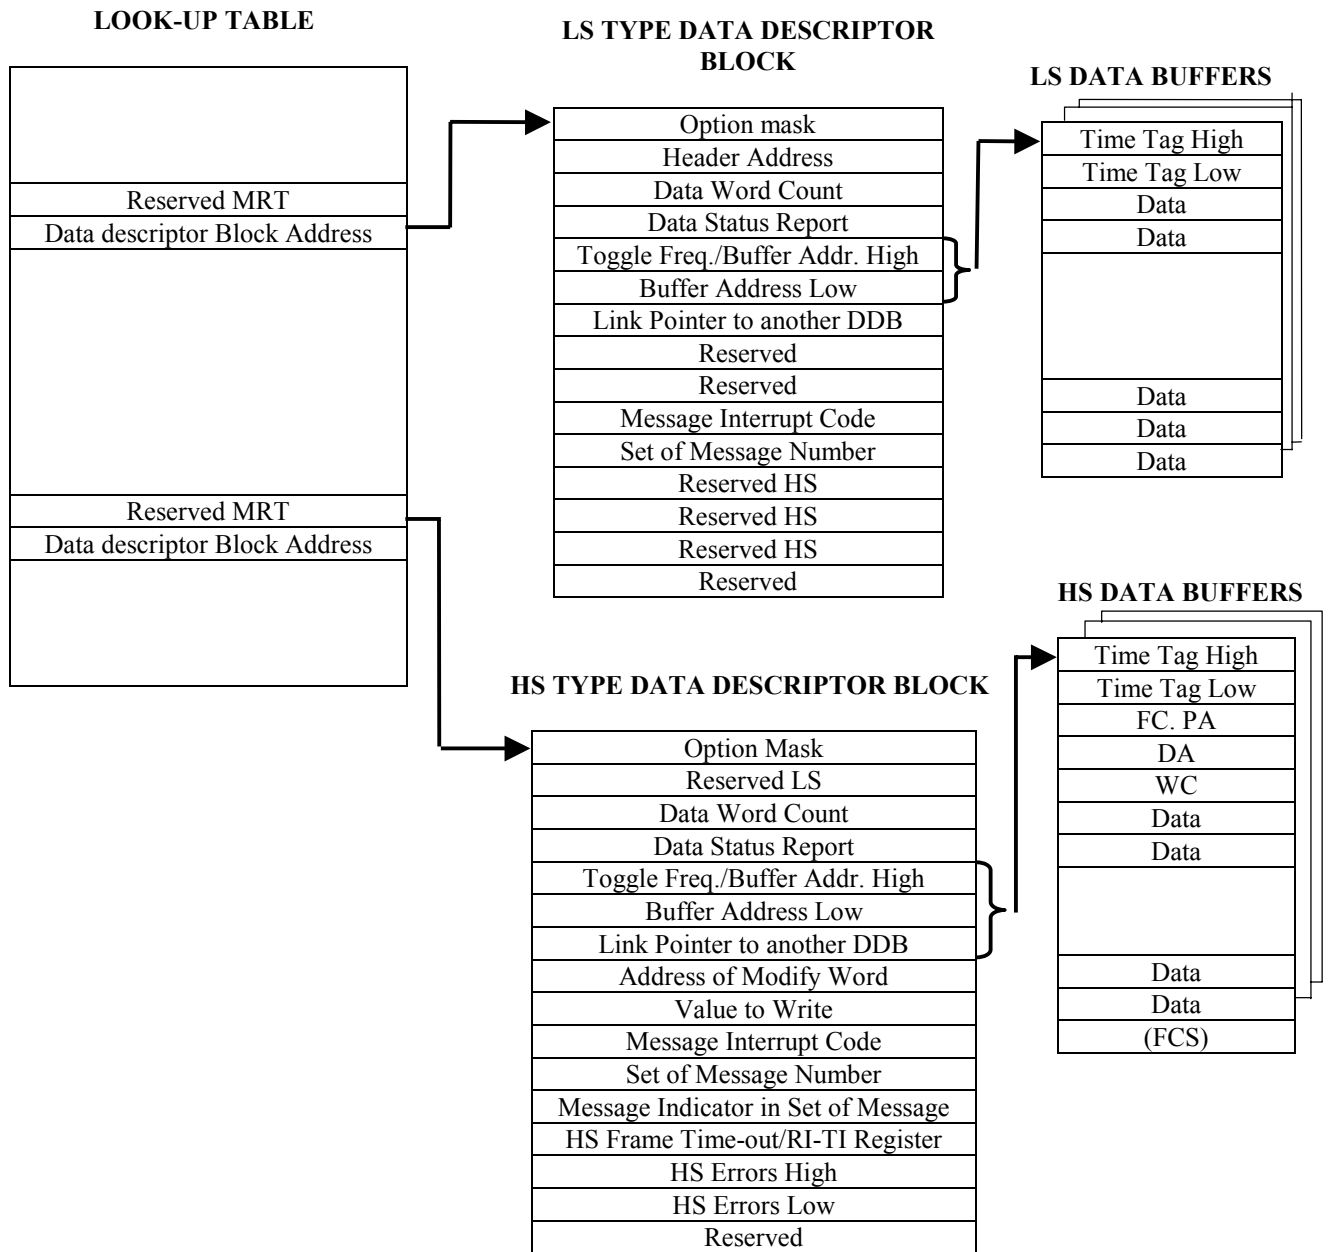 LOOK-UP TABLE
Reserved MRT
Data descriptor Block Address
Reserved MRT
Data descriptor Block Address
LS TYPE DATA DESCRIPTOR
BLOCK
Option mask
Header Address
Data Word Count
Data Status Report
Toggle Freq./Buffer Addr. High
Buffer Address Low
Link Pointer to another DDB
Reserved
Reserved
Message Interrupt Code
Set of Message Number
Reserved HS
Reserved HS
Reserved HS
Reserved
LS DATA BUFFERS
Time Tag High
Time Tag Low
Data
Data
Data
Data
Data
HS TYPE DATA DESCRIPTOR BLOCK
Option Mask
Reserved LS
Data Word Count
Data Status Report
Toggle Freq./Buffer Addr. High
Buffer Address Low
Link Pointer to another DDB
Address of Modify Word
Value to Write
Message Interrupt Code
Set of Message Number
Message Indicator in Set of Message
HS Frame Time-out/RI-TI Register
HS Errors High
HS Errors Low
Reserved
HS DATA BUFFERS
Time Tag High
Time Tag Low
FC. PA
DA
WC
Data
Data
Data
Data
(FCS)